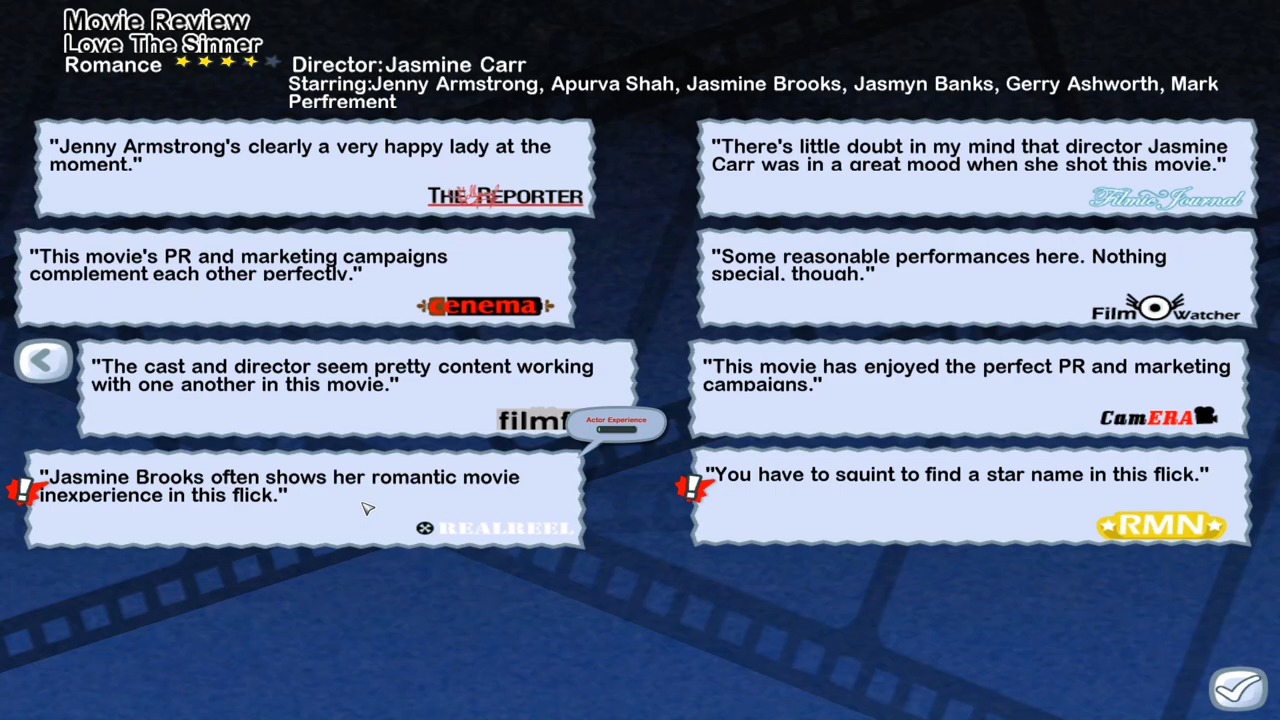 Movie Review
Love The Sinner
Romance
Director:Jasmine Carr
Starring:Jenny Armstrong, Apurva Shah, Jasmine Brooks, Jasmyn Banks, Gerry Ashworth, Mark
Perfrement
"Jenny Armstrong's clearly a very happy lady at the
moment."
THE REPORTER
"There's little doubt in my mind that director Jasmine
Carr was in a great mood when she shot this movie."
Filmic Journal
"This movie's PR and marketing campaigns
complement each other perfectly."
cenema
"Some reasonable performances here. Nothing
special, though."
Film Watcher
"The cast and director seem pretty content working
with one another in this movie."
filmf
Actor Experience
"This movie has enjoyed the perfect PR and marketing
campaigns."
CamERA
"Jasmine Brooks often shows her romantic movie
inexperience in this flick."
REALREEL
"You have to squint to find a star name in this flick."
RMN